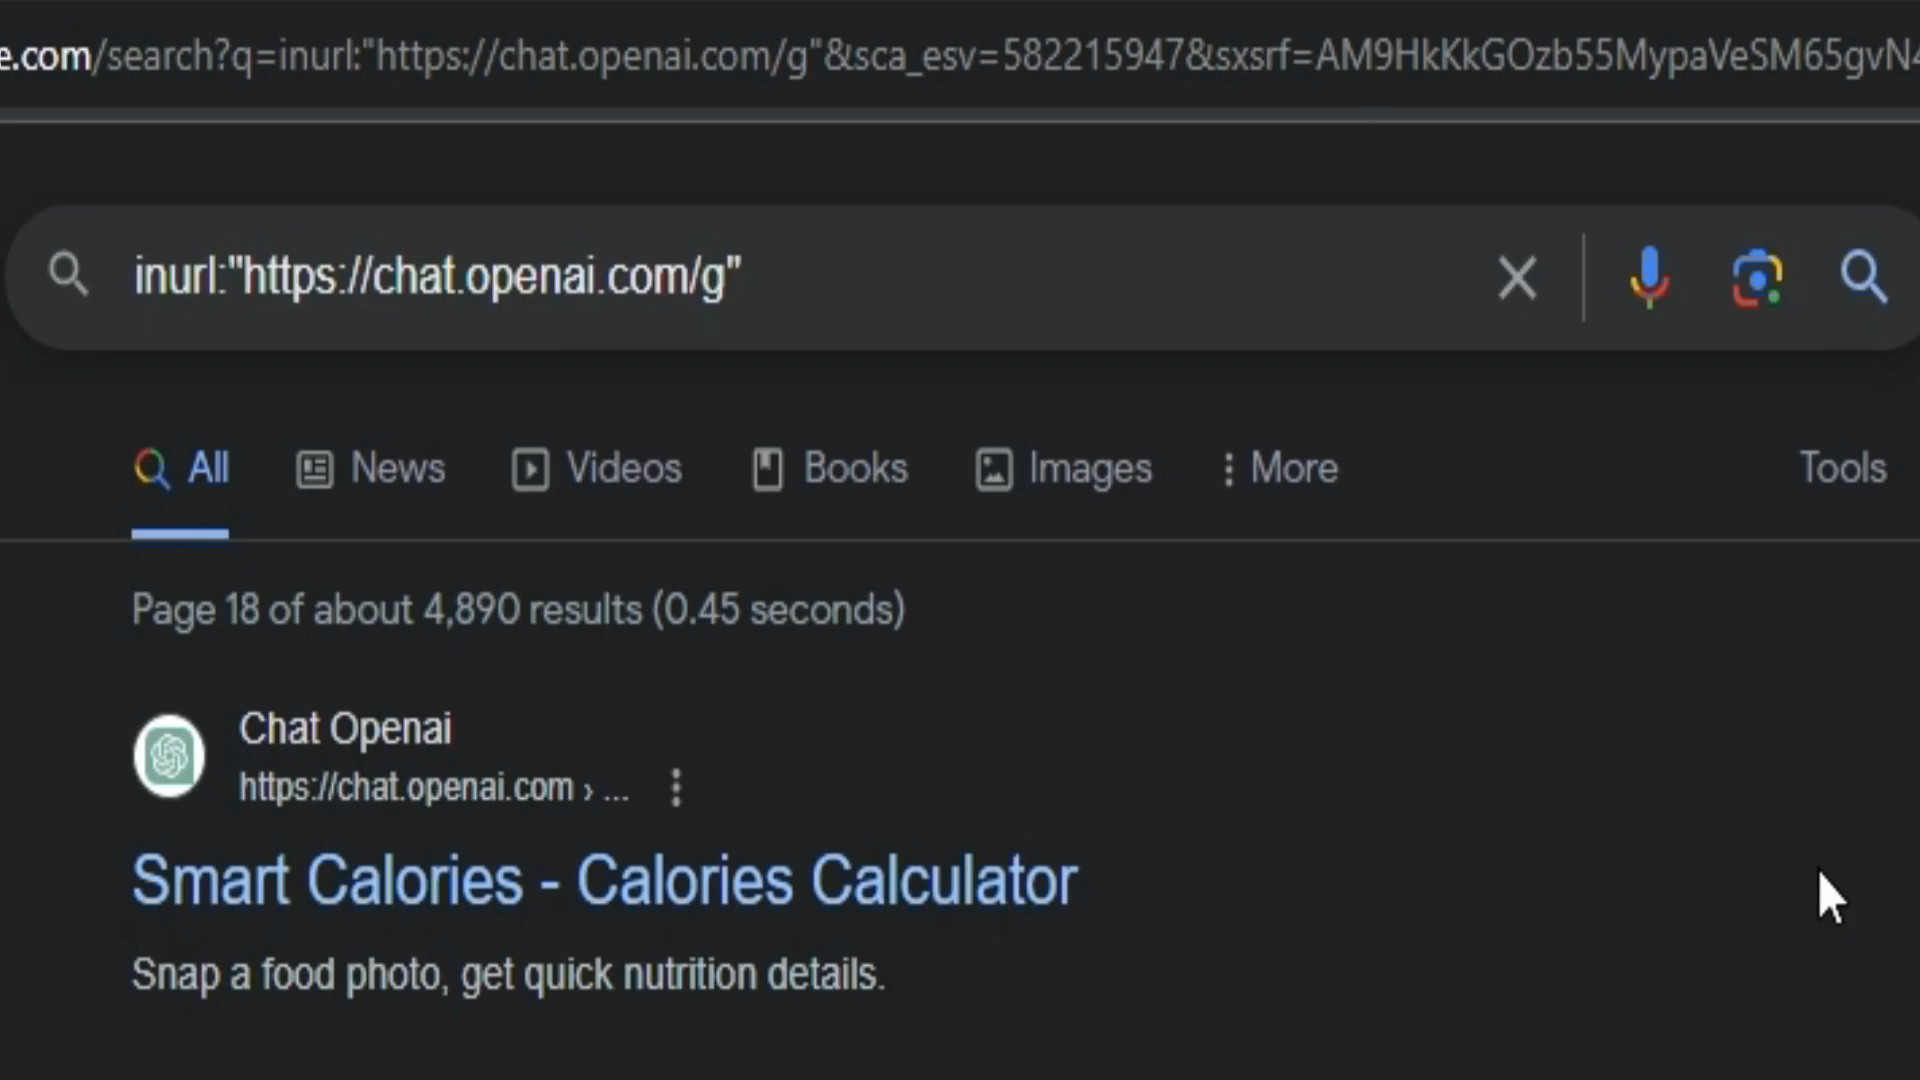 e.com/search?q=inurl:"https://chat.openai.com/g"&sca_esv=582215947&sxsrf=AM9HkKkGOzb55MypaVeSM65gvN4
inurl:"https://chat.openai.com/g"
All News Videos Books Images More Tools
Page 18 of about 4,890 results (0.45 seconds)
Chat Openai
https://chat.openai.com › ...
Smart Calories - Calories Calculator
Snap a food photo, get quick nutrition details.